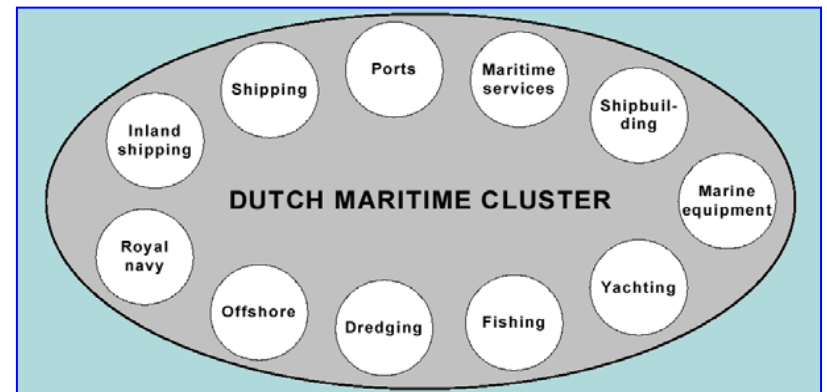 Ports
Maritime
services
Shipping
Shipbuil-
ding
Inland
shipping
DUTCH MARITIME CLUSTER
Marine
equipment
Royal
navy
Offshore
Dredging
Fishing
Yachting